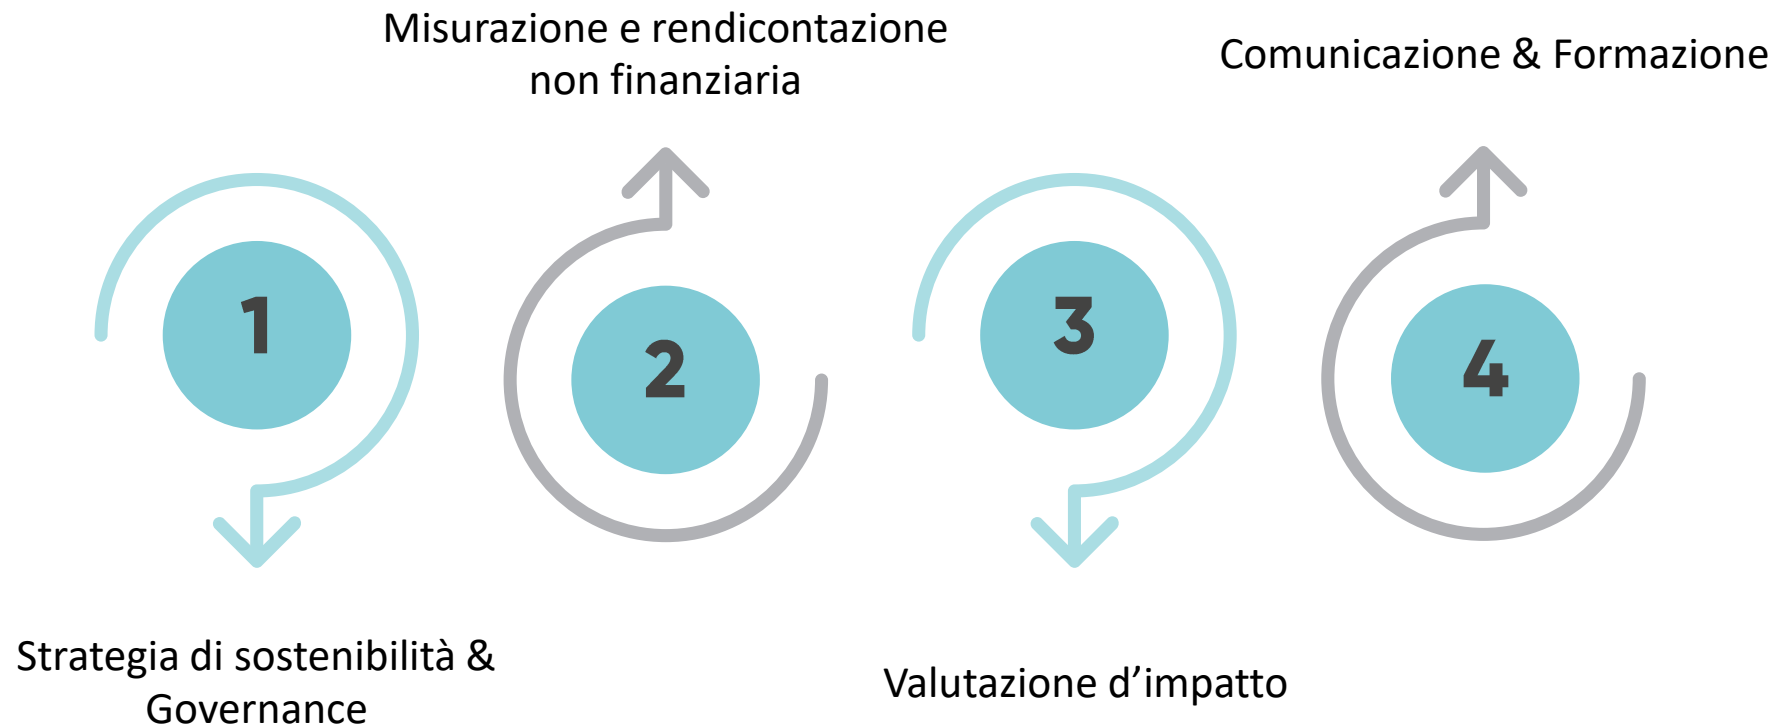 Misurazione e rendicontazione
non finanziaria
Comunicazione & Formazione
1
2
3
4
Strategia di sostenibilità &
Governance
Valutazione d’impatto